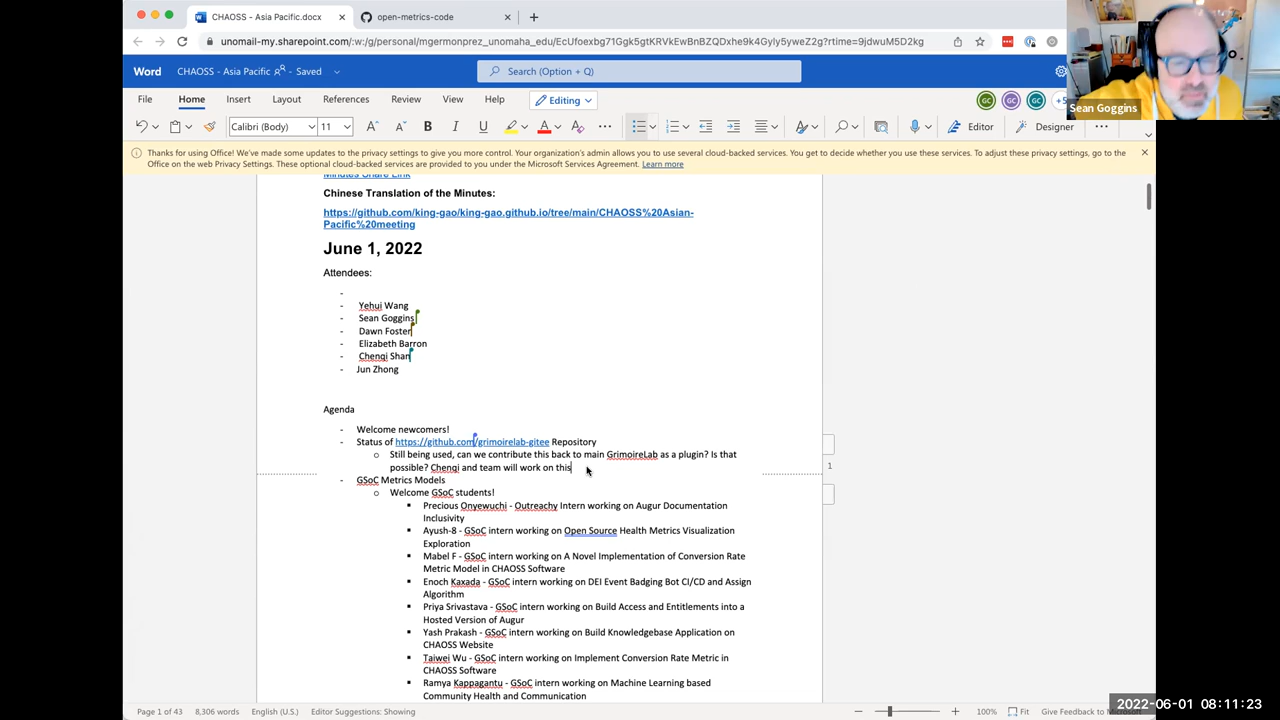 CHAOSS - Asia Pacific.docx
open-metrics-code
unomail-my.sharepoint.com/:w:/g/personal/mgermonprez_unomaha_edu/EcUfoexbg71Ggk5gtKRVkEwBnBZQDxhe9k4Gyly5yweZ2g?rtime=9jdwuM5D2kg
Word CHAOSS - Asia Pacific - Saved
Search (Option + Q)
Sean Goggins
File Home Insert Layout References Review View Help Editing
GC GC GC +5
Calibri (Body) 11 A A B I U A A Editor Designer
Thanks for using Office! We've made some updates to the privacy settings to give you more control. Your organization's admin allows you to use several cloud-backed services. You get to decide whether you use these services. To adjust these privacy settings, go to the
Office on the web Privacy Settings. These optional cloud-backed services are provided to you under the Microsoft Services Agreement. Learn more
Minutes Share Link
Chinese Translation of the Minutes:
https://github.com/king-gao/king-gao.github.io/tree/main/CHAOSS%20Asian-
Pacific%20meeting
June 1, 2022
Attendees:
-
- Yehui Wang
- Sean Goggins
- Dawn Foster
- Elizabeth Barron
- Chenqi Shan
- Jun Zhong
Agenda
- Welcome newcomers!
- Status of https://github.com/grimoirelab-gitee Repository
o Still being used, can we contribute this back to main GrimoireLab as a plugin? Is that
possible? Chenqi and team will work on this
- GSoC Metrics Models
o Welcome GSoC students!
▪ Precious Onyewuchi - Outreachy Intern working on Augur Documentation
Inclusivity
▪ Ayush-8 - GSoC intern working on Open Source Health Metrics Visualization
Exploration
▪ Mabel F - GSoC intern working on A Novel Implementation of Conversion Rate
Metric Model in CHAOSS Software
▪ Enoch Kaxada - GSoC intern working on DEI Event Badging Bot CI/CD and Assign
Algorithm
▪ Priya Srivastava - GSoC intern working on Build Access and Entitlements into a
Hosted Version of Augur
▪ Yash Prakash - GSoC intern working on Build Knowledgebase Application on
CHAOSS Website
▪ Taiwei Wu - GSoC intern working on Implement Conversion Rate Metric in
CHAOSS Software
▪ Ramya Kappagantu - GSoC intern working on Machine Learning based
Community Health and Communication
1
Page 1 of 43 8,306 words English (U.S.) Editor Suggestions: Showing
100% Fit Give Feedback to
2022-06-01 08:11:23